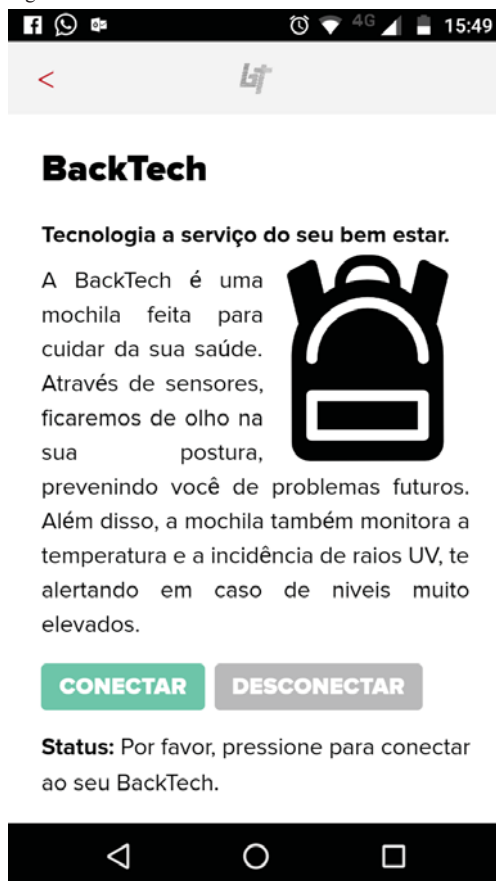 4G 15:49
<
BackTech
Tecnologia a serviço do seu bem estar.
A BackTech é uma
mochila feita para
cuidar da sua saúde.
Através de sensores,
ficaremos de olho na
sua postura,
prevenindo você de problemas futuros.
Além disso, a mochila também monitora a
temperatura e a incidência de raios UV, te
alertando em caso de niveis muito
elevados.
CONECTAR DESCONECTAR
Status: Por favor, pressione para conectar
ao seu BackTech.